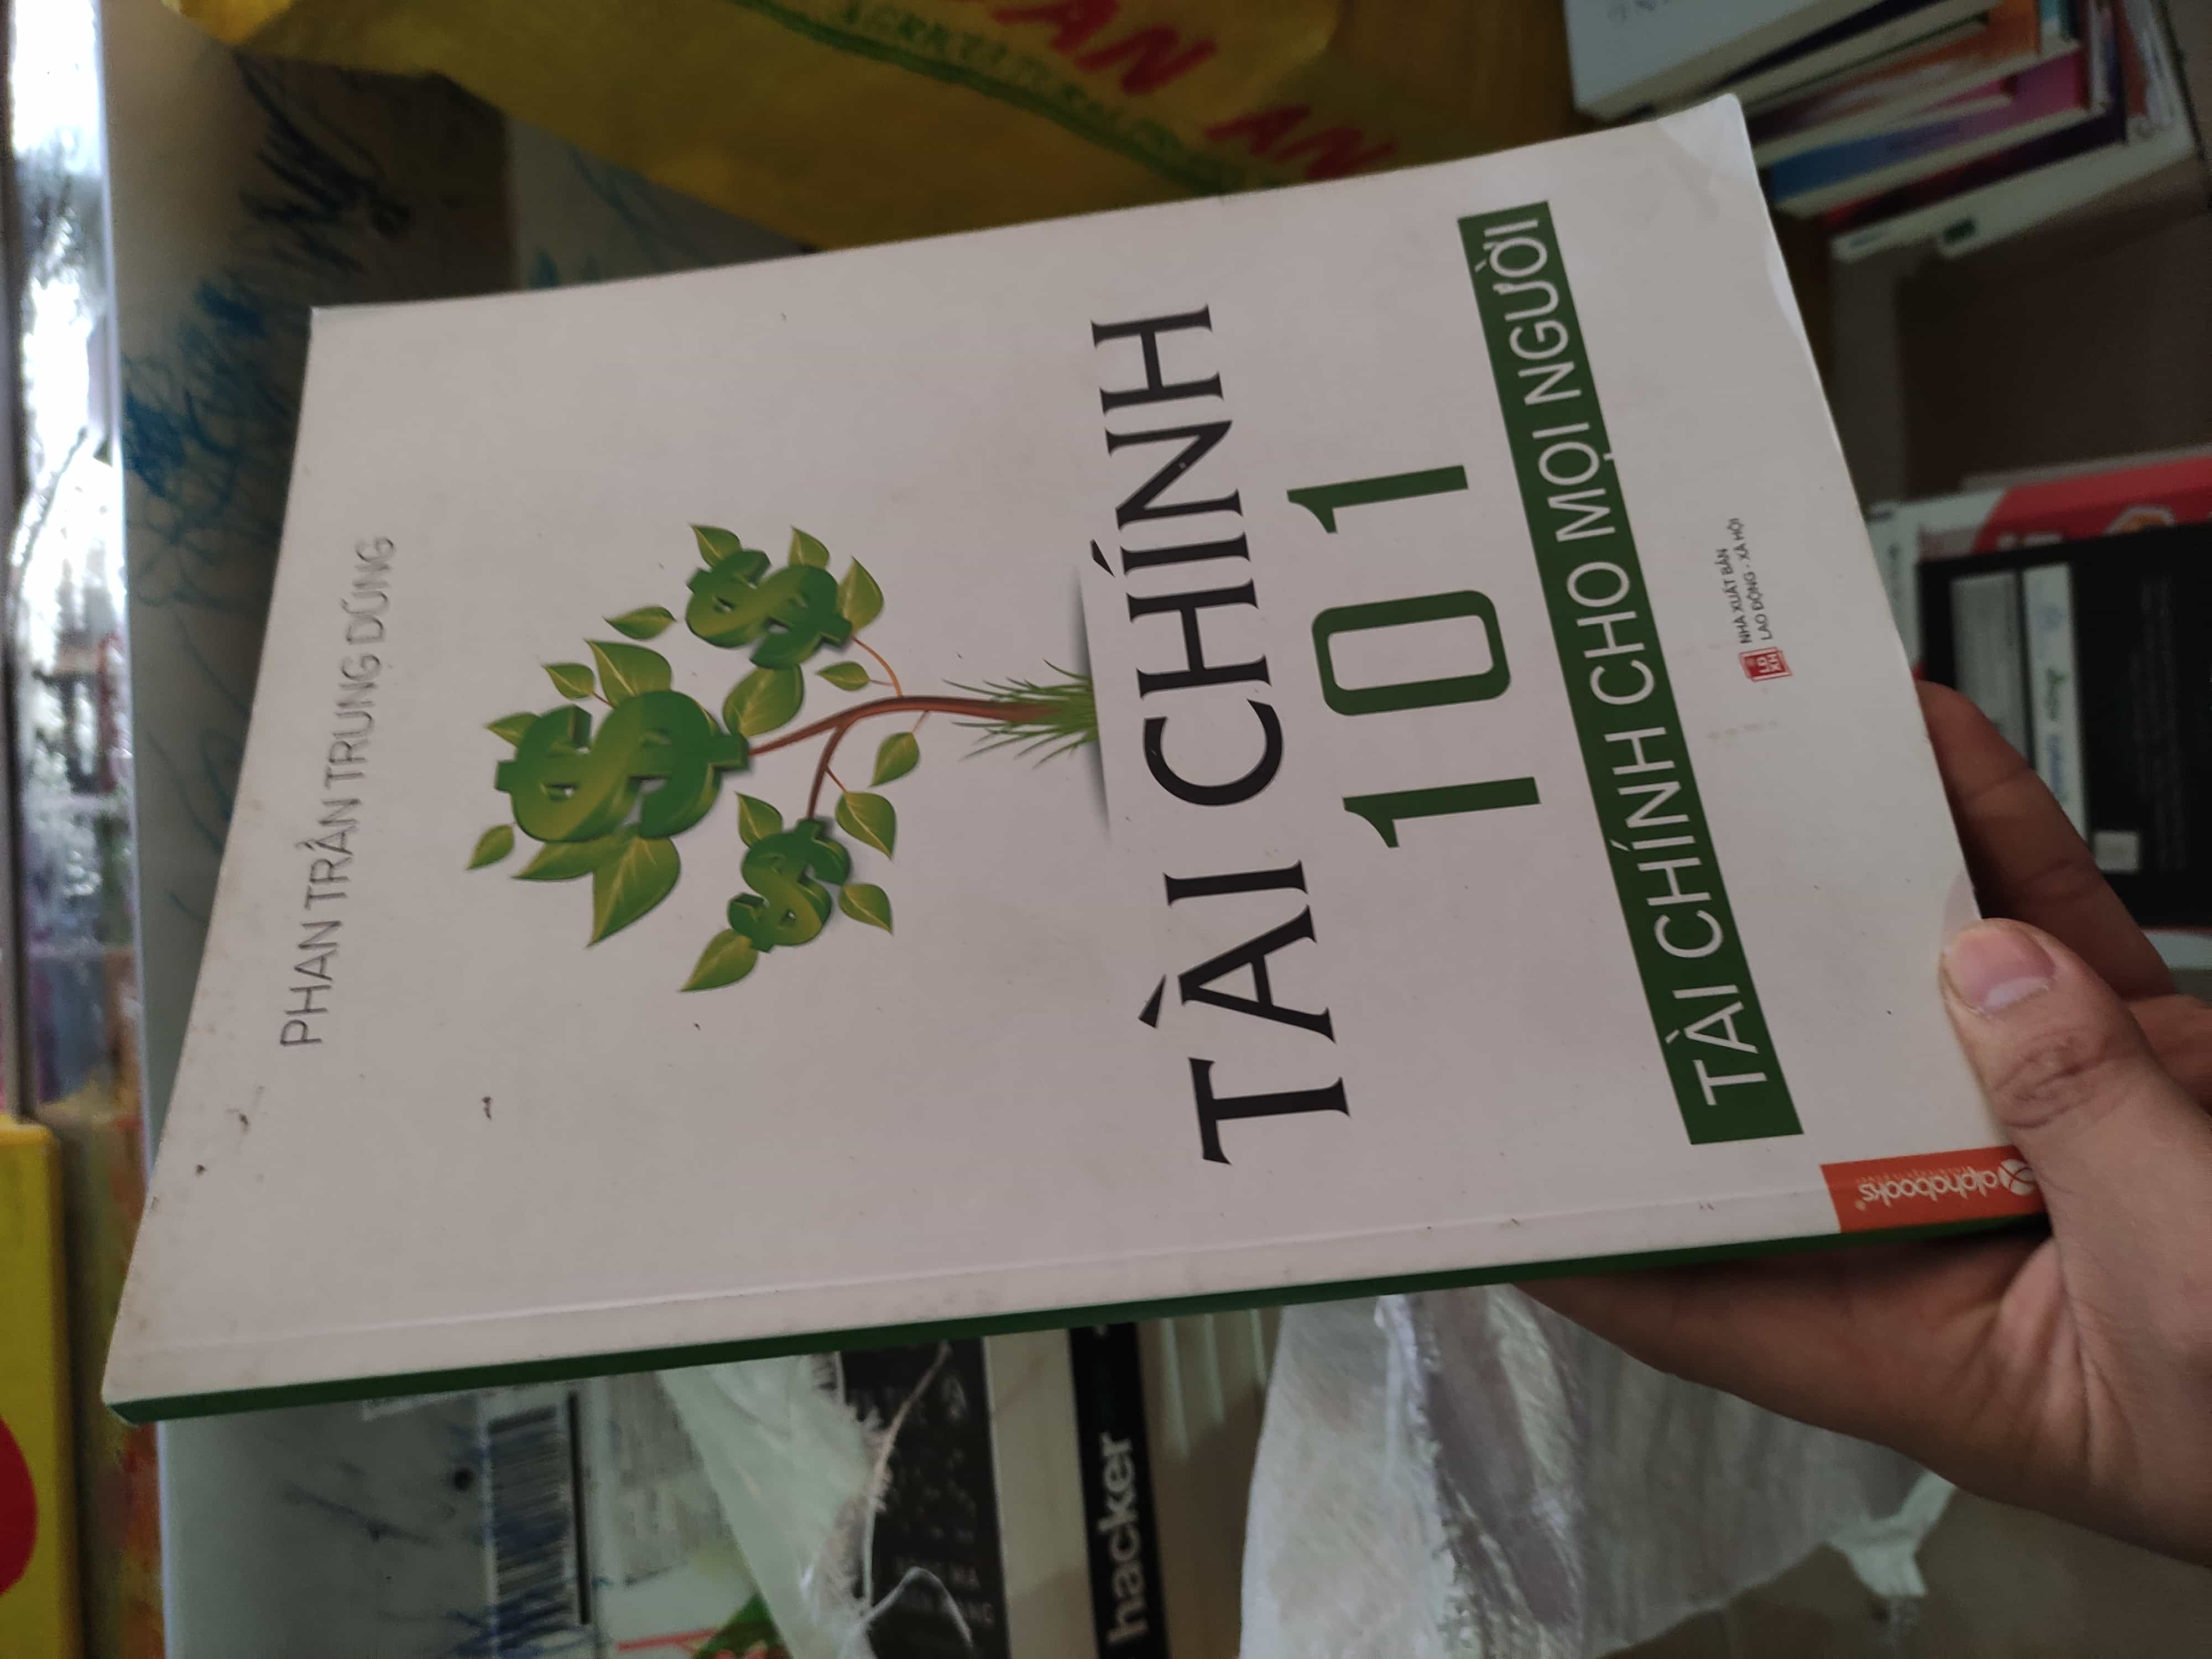 PHAN TRẦN TRUNG DŨNG
TÀI CHÍNH
101
TÀI CHÍNH CHO MỌI NGƯỜI
NHÀ XUẤT BẢN
LAO ĐỘNG - XÃ HỘI
alphabooks
hacker
AN